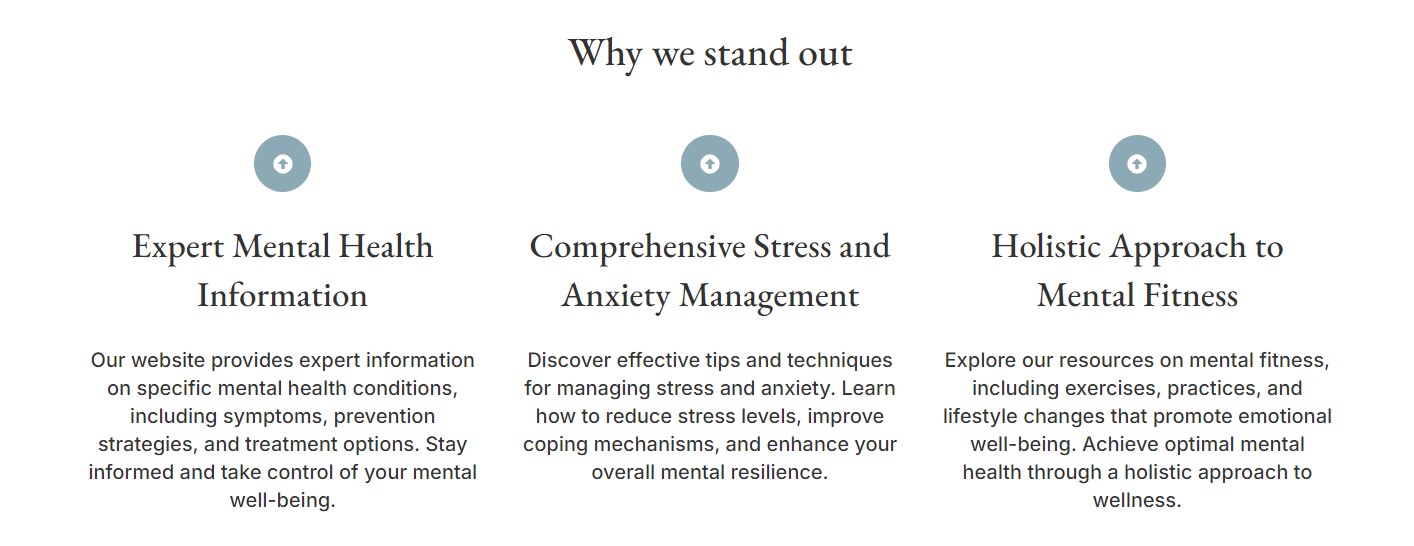 Why we stand out
Expert Mental Health
Information
Our website provides expert information
on specific mental health conditions,
including symptoms, prevention
strategies, and treatment options. Stay
informed and take control of your mental
well-being.
Comprehensive Stress and
Anxiety Management
Discover effective tips and techniques
for managing stress and anxiety. Learn
how to reduce stress levels, improve
coping mechanisms, and enhance your
overall mental resilience.
Holistic Approach to
Mental Fitness
Explore our resources on mental fitness,
including exercises, practices, and
lifestyle changes that promote emotional
well-being. Achieve optimal mental
health through a holistic approach to
wellness.